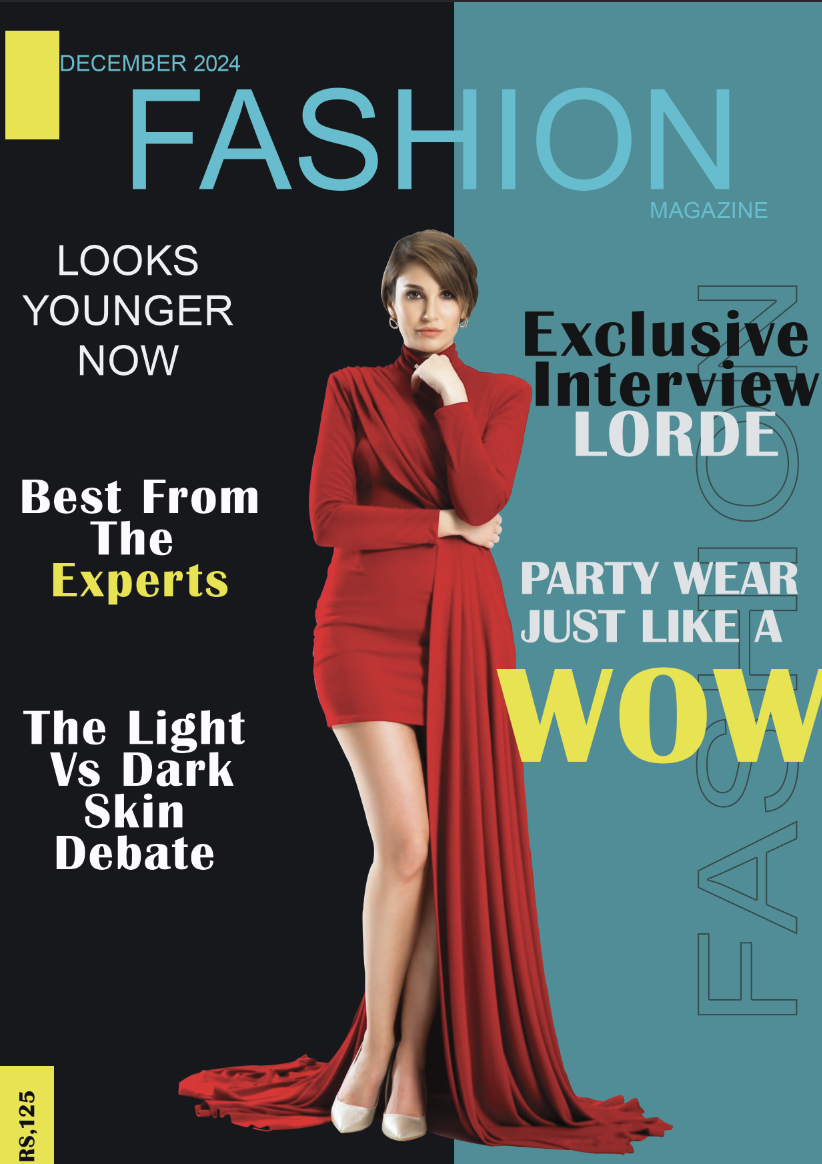 DECEMBER 2024
FASHION
MAGAZINE
LOOKS
YOUNGER
NOW
Exclusive
Interview
LORDE
Best From
The
Experts
PARTY WEAR
JUST LIKE A
WOW
The Light
Vs Dark
Skin
Debate
FASHION
RS,125